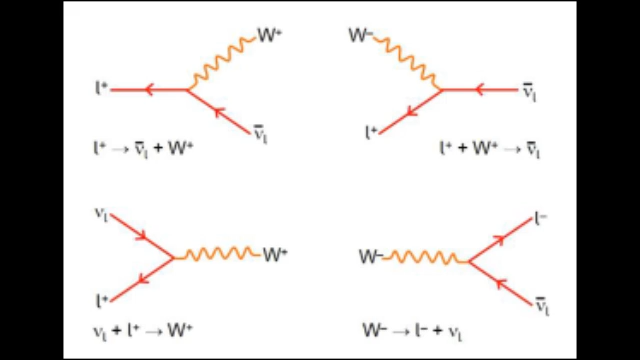 W⁺
l⁺
ν̄ₗ
l⁺ → ν̄ₗ + W⁺
W⁻
ν̄ₗ
l⁺
l⁺ + W⁺ → ν̄ₗ
νₗ
W⁺
l⁺
νₗ + l⁺ → W⁺
l⁻
W⁻
ν̄ₗ
W⁻ → l⁻ + νₗ